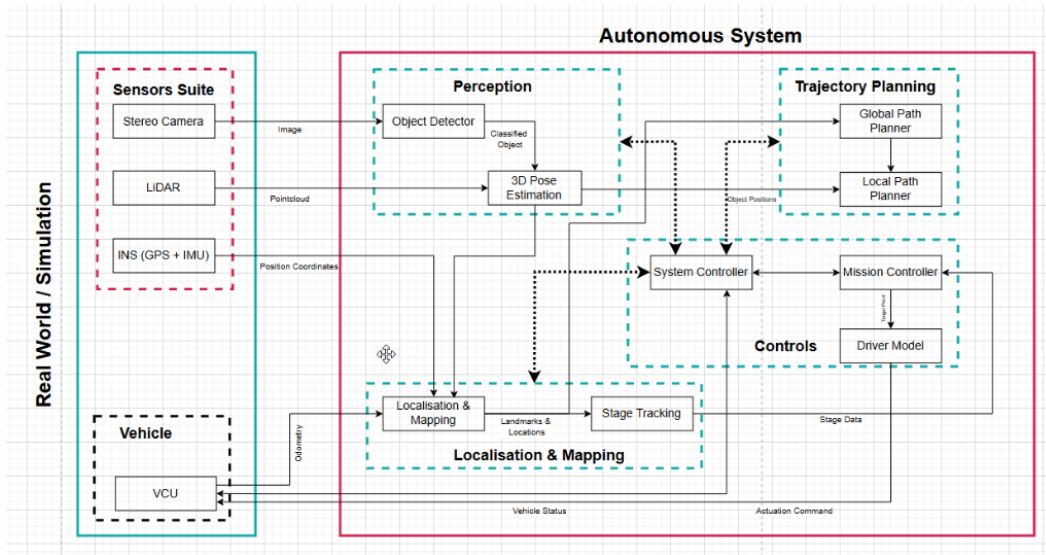 Autonomous System
Real World / Simulation
Sensors Suite
Stereo Camera
LiDAR
INS (GPS + IMU)
Vehicle
VCU
Image
Pointcloud
Position Coordinates
Odometry
Perception
Object Detector
Classified
Object
3D Pose
Estimation
Trajectory Planning
Global Path
Planner
Local Path
Planner
Object Positions
System Controller
Mission Controller
Target Point
Controls
Driver Model
Localisation &
Mapping
Landmarks &
Locations
Stage Tracking
Stage Data
Localisation & Mapping
Vehicle Status
Actuation Command